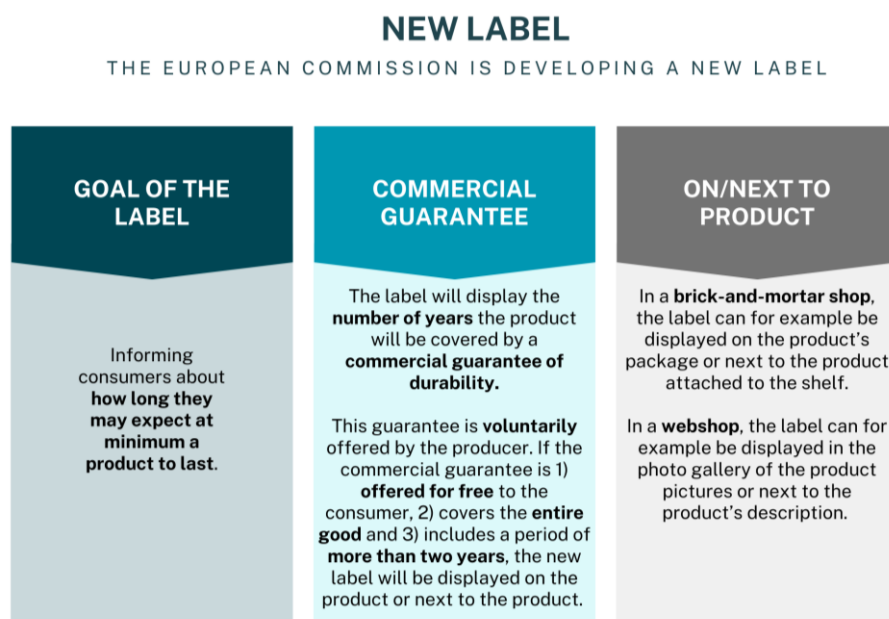 NEW LABEL
THE EUROPEAN COMMISSION IS DEVELOPING A NEW LABEL
GOAL OF THE
LABEL
Informing
consumers about
how long they
may expect at
minimum a
product to last.
COMMERCIAL
GUARANTEE
The label will display the
number of years the product
will be covered by a
commercial guarantee of
durability.
This guarantee is voluntarily
offered by the producer. If the
commercial guarantee is 1)
offered for free to the
consumer, 2) covers the entire
good and 3) includes a period of
more than two years, the new
label will be displayed on the
product or next to the product.
ON/NEXT TO
PRODUCT
In a brick-and-mortar shop,
the label can for example be
displayed on the product's
package or next to the product
attached to the shelf.
In a webshop, the label can for
example be displayed in the
photo gallery of the product
pictures or next to the
product's description.